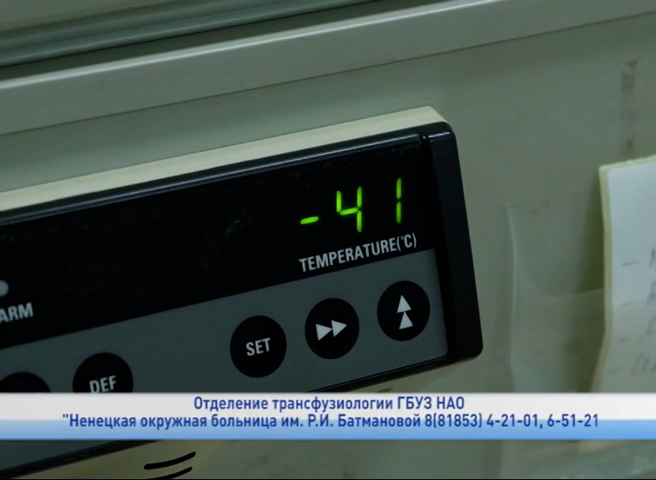 -41
TEMPERATURE(°C)
ARM
SET
DEF
Отделение трансфузиологии ГБУЗ НАО
"Ненецкая окружная больница им. Р.И. Батмановой 8(81853) 4-21-01, 6-51-21